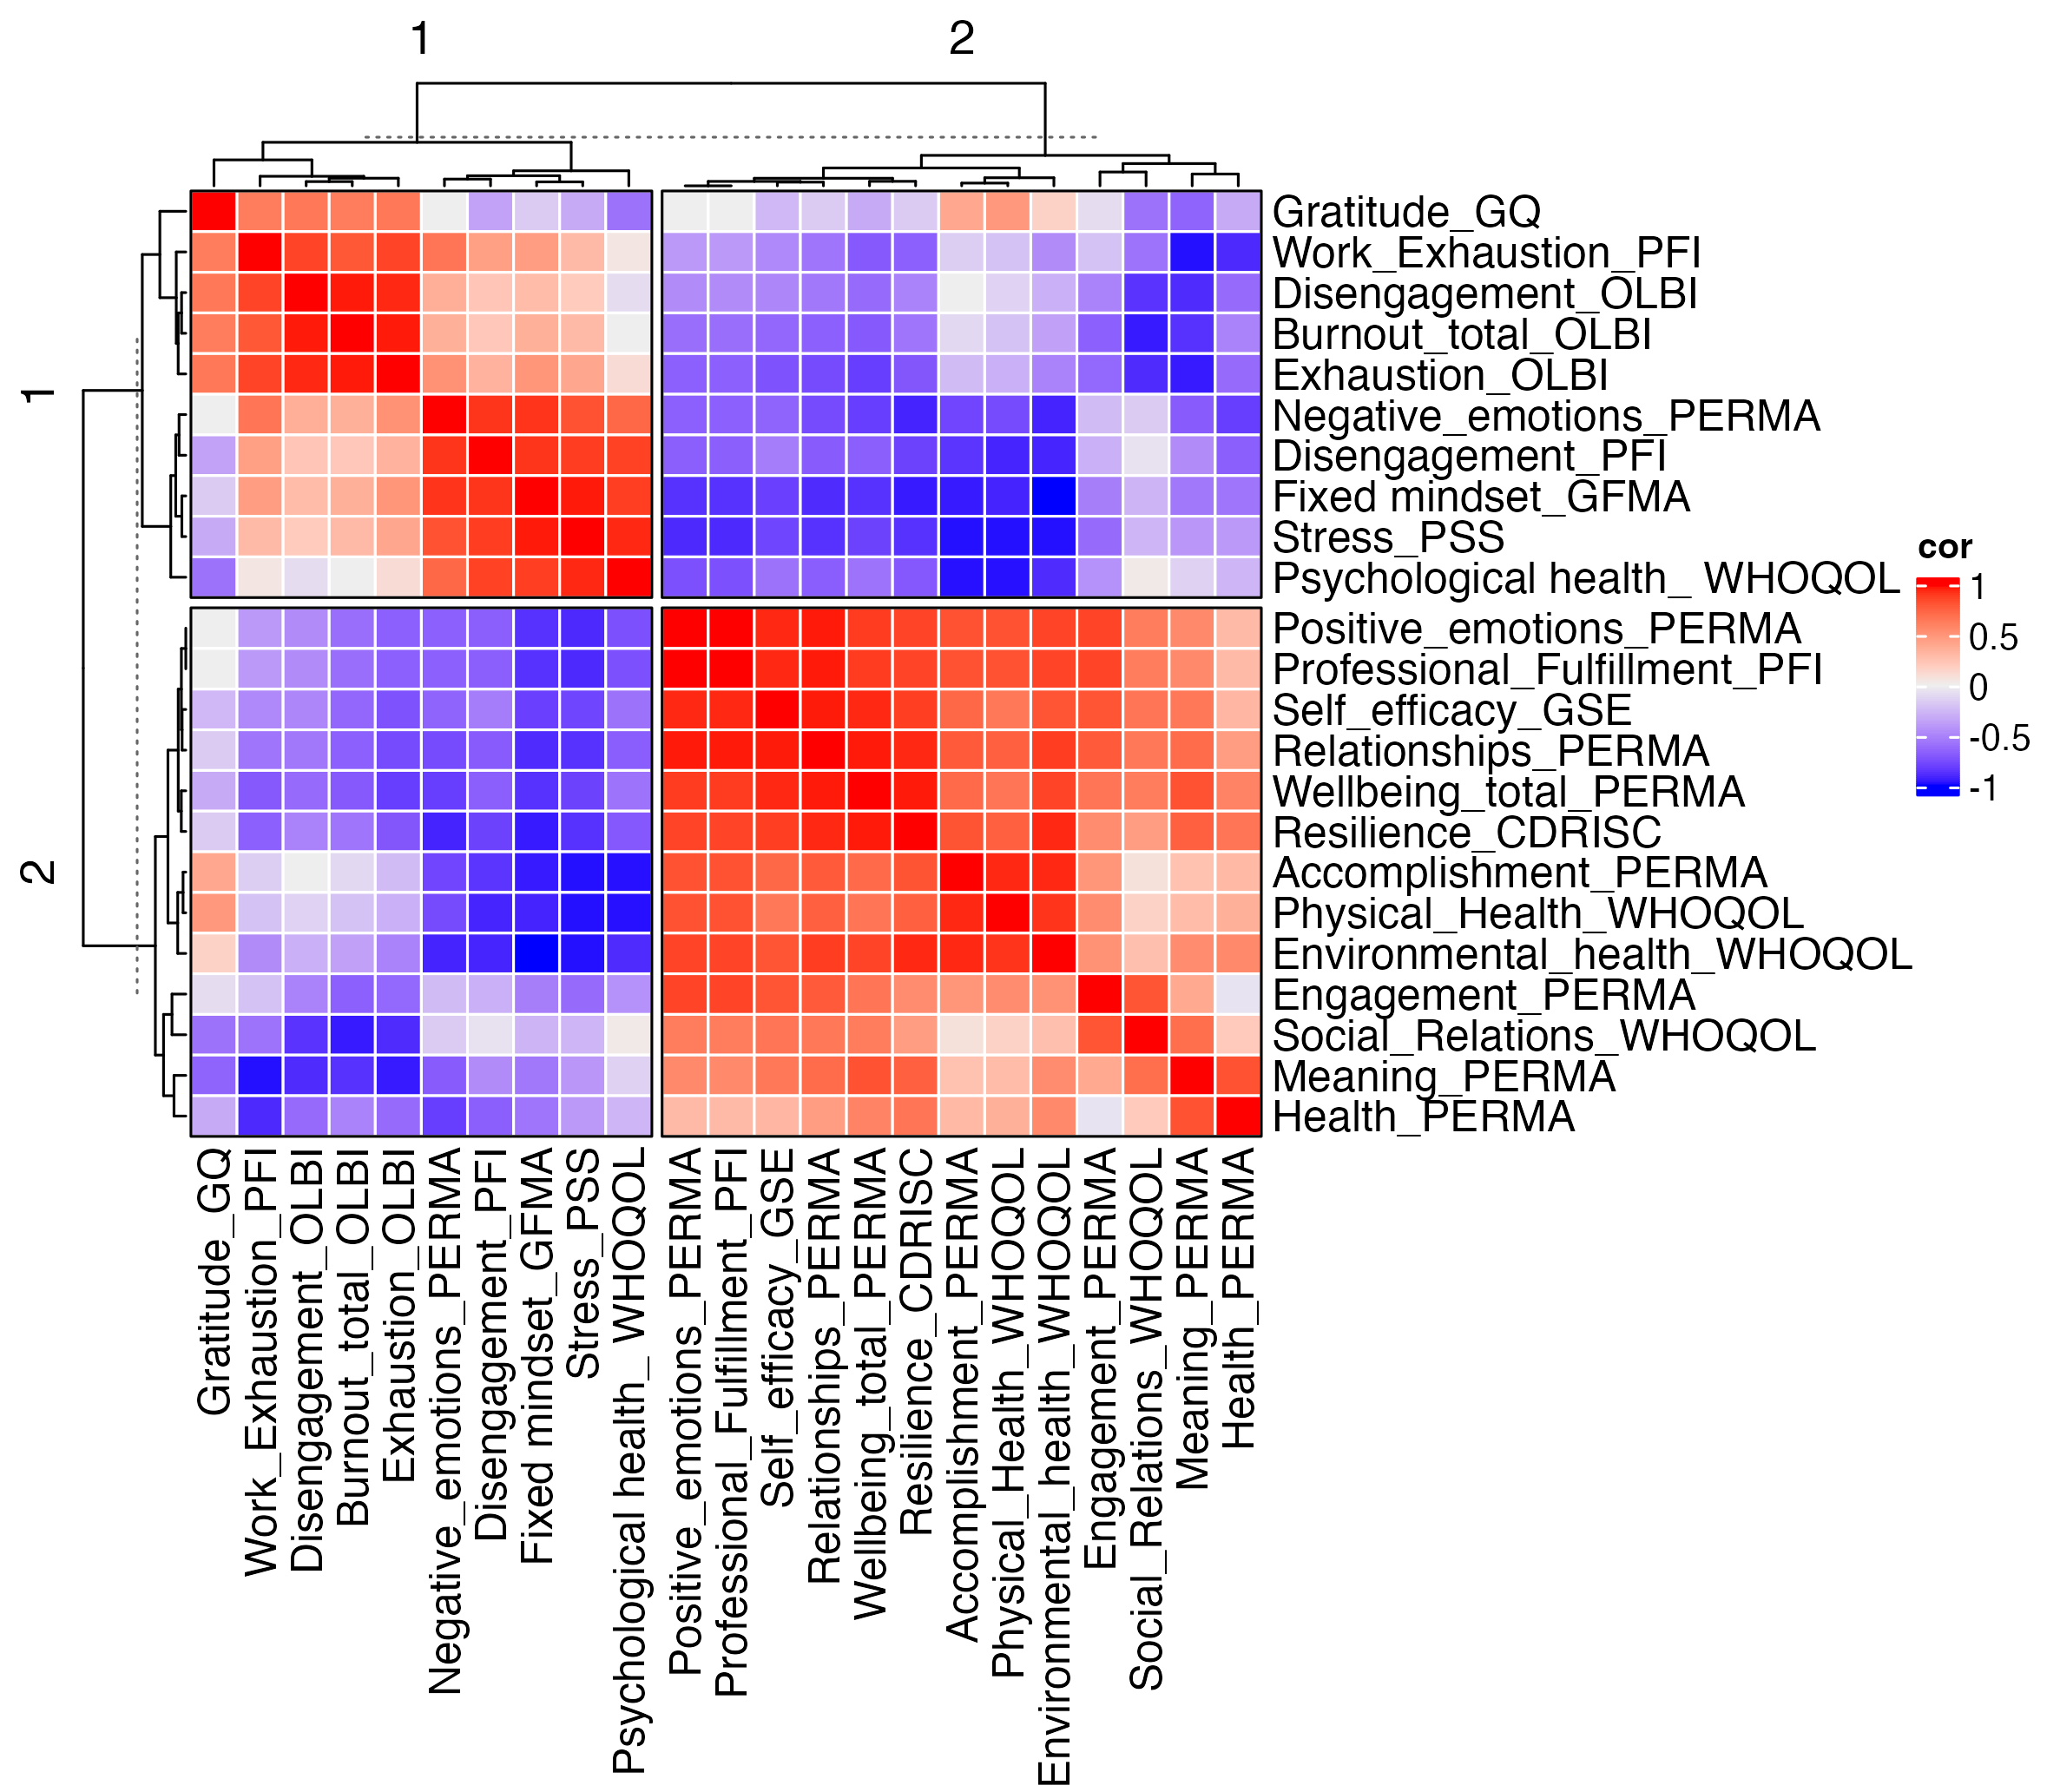 1
2
1
2
Gratitude_GQ
Work_Exhaustion_PFI
Disengagement_OLBI
Burnout_total_OLBI
Exhaustion_OLBI
Negative_emotions_PERMA
Disengagement_PFI
Fixed mindset_GFMA
Stress_PSS
Psychological health_ WHOQOL
Positive_emotions_PERMA
Professional_Fulfillment_PFI
Self_efficacy_GSE
Relationships_PERMA
Wellbeing_total_PERMA
Resilience_CDRISC
Accomplishment_PERMA
Physical_Health_WHOQOL
Environmental_health_WHOQOL
Engagement_PERMA
Social_Relations_WHOQOL
Meaning_PERMA
Health_PERMA
cor
1
0.5
0
-0.5
-1
Gratitude_GQ
Work_Exhaustion_PFI
Disengagement_OLBI
Burnout_total_OLBI
Exhaustion_OLBI
Negative_emotions_PERMA
Disengagement_PFI
Fixed mindset_GFMA
Stress_PSS
Psychological health_ WHOQOL
Positive_emotions_PERMA
Professional_Fulfillment_PFI
Self_efficacy_GSE
Relationships_PERMA
Wellbeing_total_PERMA
Resilience_CDRISC
Accomplishment_PERMA
Physical_Health_WHOQOL
Environmental_health_WHOQOL
Engagement_PERMA
Social_Relations_WHOQOL
Meaning_PERMA
Health_PERMA